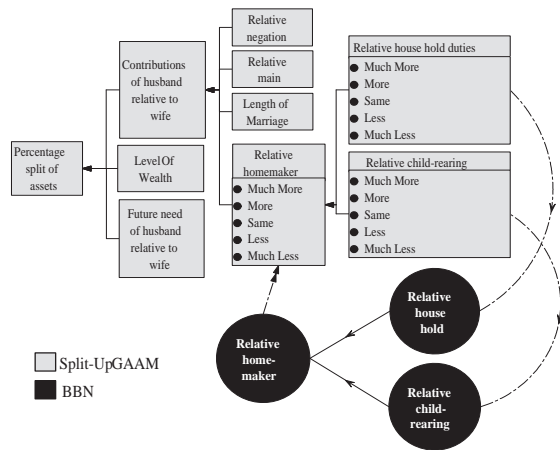 Relative
negation
Relative
main
Length of
Marriage
Contributions
of husband
relative to
wife
Percentage
split of
assets
LevelOf
Wealth
Future need
of husband
relative to
wife
Relative
homemaker
Much More
More
Same
Less
Much Less
Relative house hold duties
Much More
More
Same
Less
Much Less
Relative child-rearing
Much More
More
Same
Less
Much Less
Relative
house
hold
Relative
home-
maker
Relative
child-
rearing
Split-UpGAAM
BBN